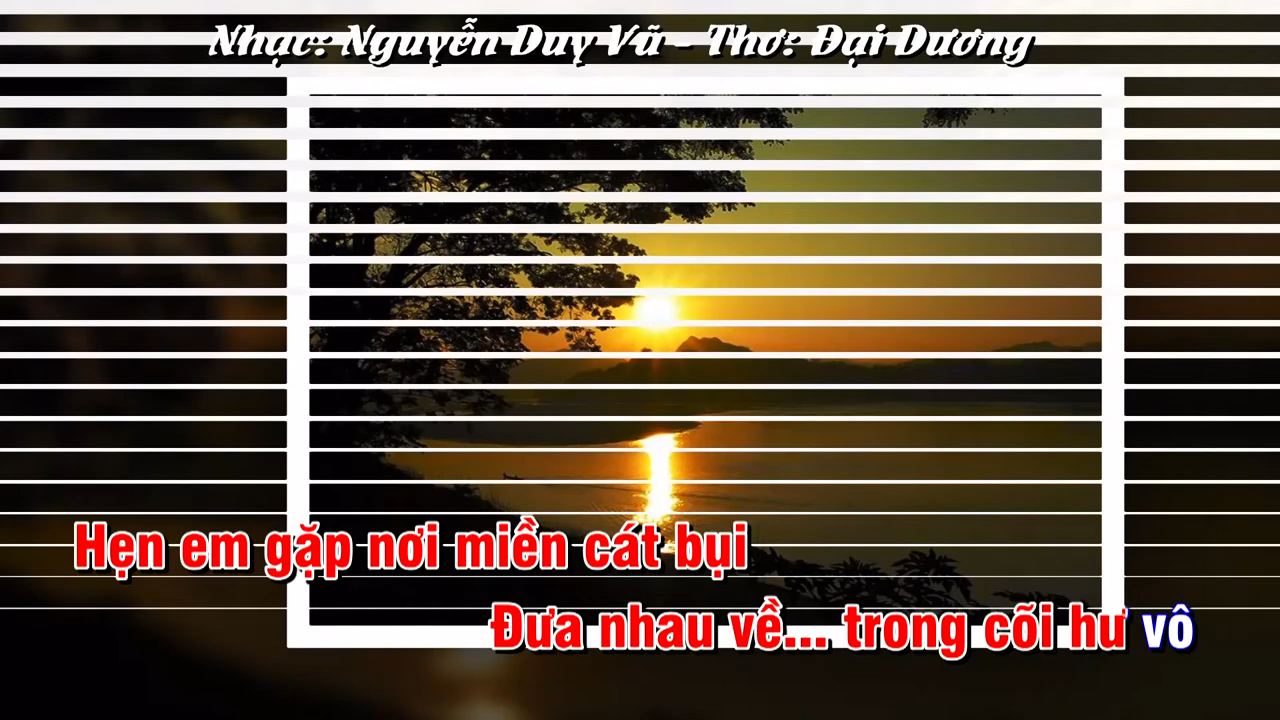 Nhạc: Nguyễn Duy Vũ - Thơ: Đại Dương
Hẹn em gặp nơi miền cát bụi
Đưa nhau về... trong cõi hư vô